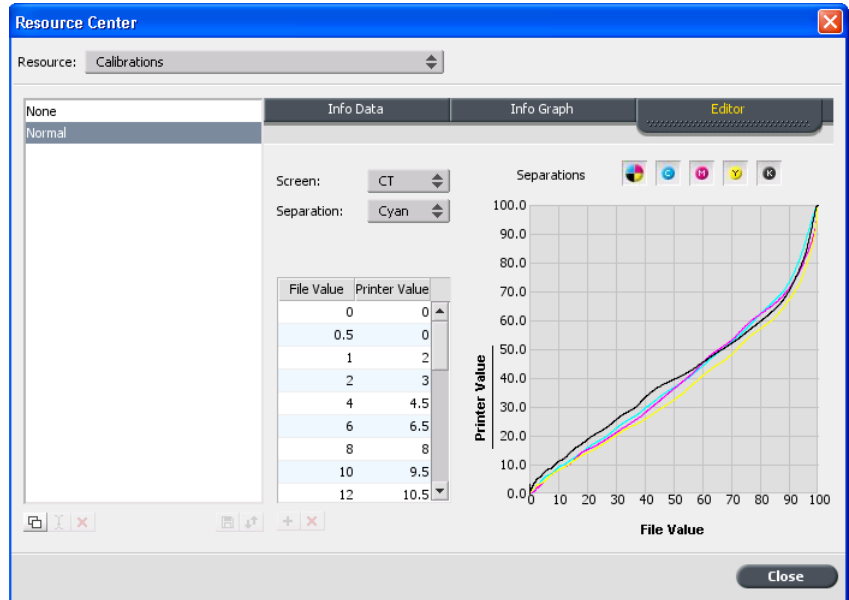 Resource Center
Resource: Calibrations
None
Normal
Info Data Info Graph Editor
Screen: CT
Separation: Cyan
File Value Printer Value
0 0
0.5 0
1 2
2 3
4 4.5
6 6.5
8 8
10 9.5
12 10.5
Separations C M Y K
100.0
90.0
80.0
70.0
60.0
50.0
40.0
30.0
20.0
10.0
0.0
Printer Value
0 10 20 30 40 50 60 70 80 90 100
File Value
Close